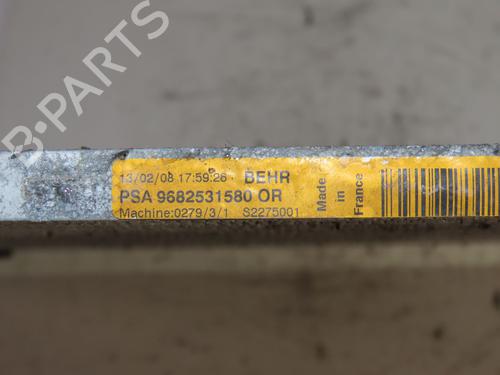 B-PARTS
13/02/08 17:59:26 BEHR
PSA 9682531580 OR
Machine:0279/3/1 S2275001
Made
in
France